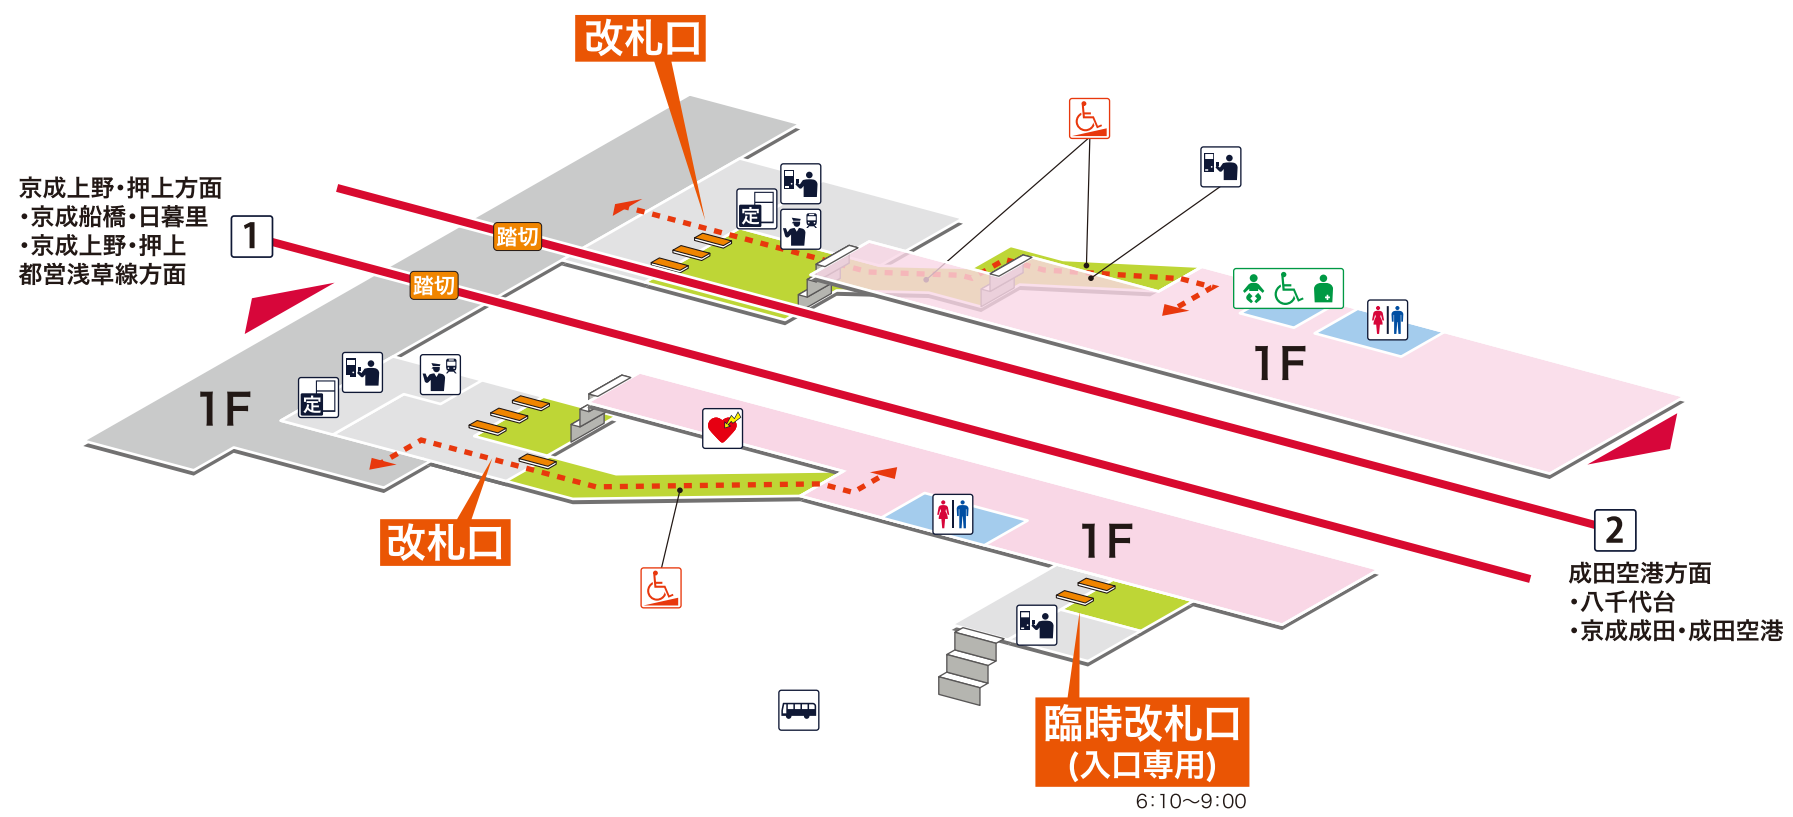 改札口
京成上野・押上方面
・京成船橋・日暮里
・京成上野・押上
都営浅草線方面
1
踏切
踏切
定
定
1F
1F
改札口
1F
2
成田空港方面
・八千代台
・京成成田・成田空港
臨時改札口
(入口専用)
6:10〜9:00